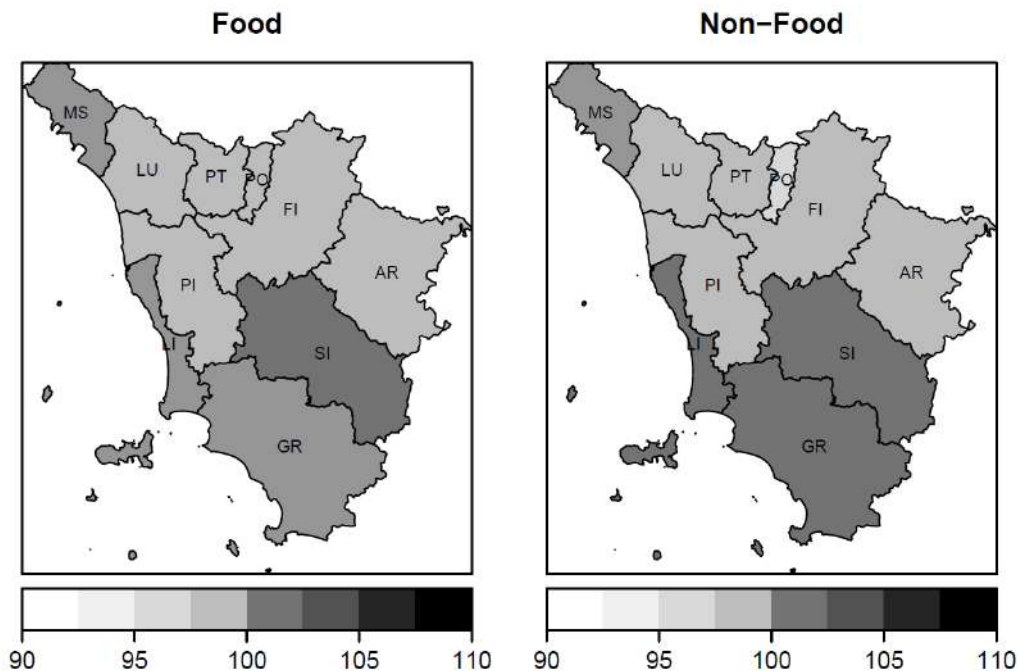 Food
MS
LU
PT
PO
FI
AR
PI
LI
SI
GR
90 95 100 105 110
Non−Food
MS
LU
PT
PO
FI
AR
PI
LI
SI
GR
90 95 100 105 110